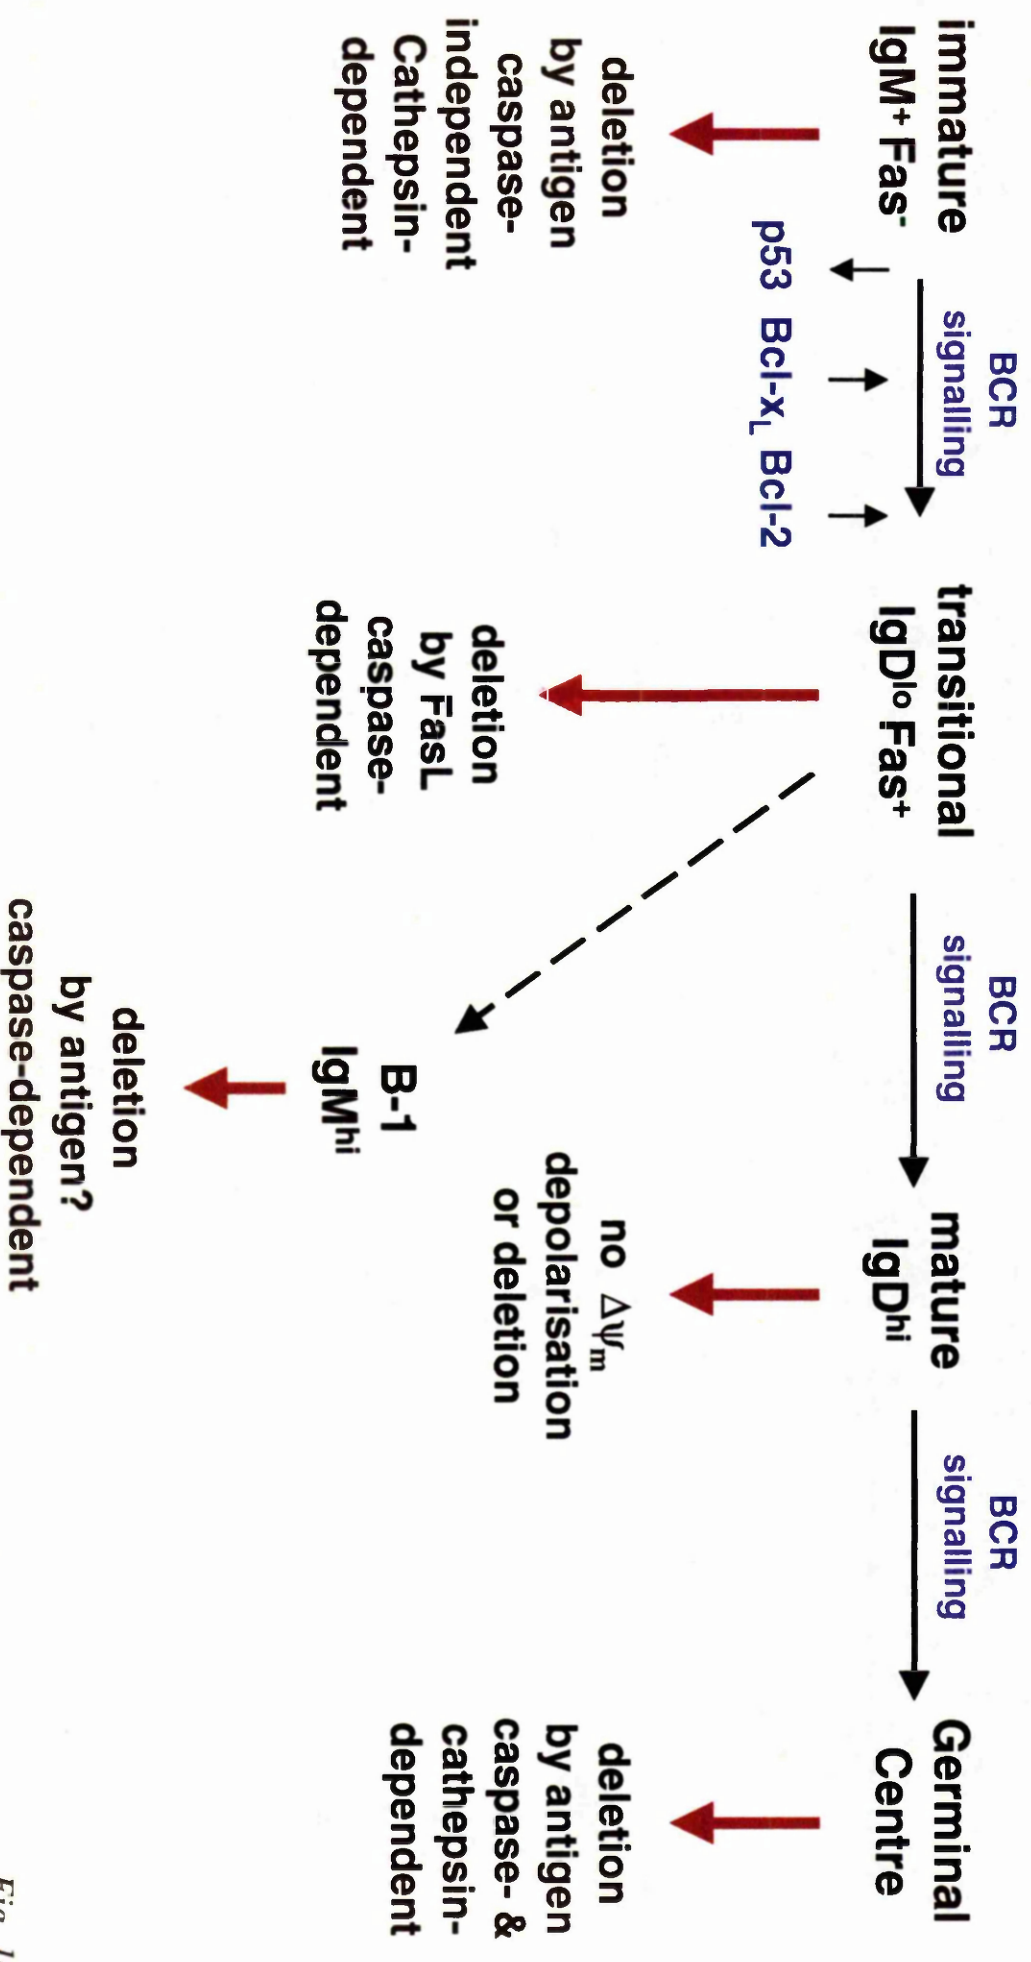 immature
IgM⁺ Fas⁻
BCR
signalling
p53 Bcl-xL Bcl-2
transitional
IgDˡᵒ Fas⁺
BCR
signalling
mature
IgDʰⁱ
BCR
signalling
Germinal
Centre
deletion
by antigen
caspase-
independent
Cathepsin-
dependent
deletion
by FasL
caspase-
dependent
B-1
IgMʰⁱ
deletion
by antigen?
caspase-dependent
no Δψm
depolarisation
or deletion
deletion
by antigen
caspase- &
cathepsin-
dependent
Fig. 1.